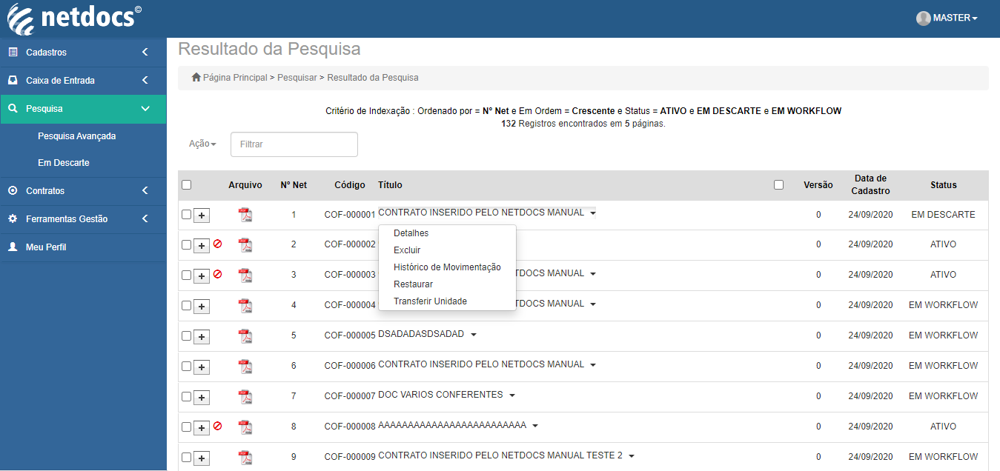 netdocs©
MASTER
Cadastros
Caixa de Entrada
Pesquisa
Pesquisa Avançada
Em Descarte
Contratos
Ferramentas Gestão
Meu Perfil
Resultado da Pesquisa
Página Principal > Pesquisar > Resultado da Pesquisa
Critério de Indexação : Ordenado por = Nº Net e Em Ordem = Crescente e Status = ATIVO e EM DESCARTE e EM WORKFLOW
132 Registros encontrados em 5 páginas.
Ação Filtrar
Arquivo Nº Net Código Título Versão Data de Cadastro Status
+ 1 COF-000001 CONTRATO INSERIDO PELO NETDOCS MANUAL 0 24/09/2020 EM DESCARTE
Detalhes
Excluir
Histórico de Movimentação
Restaurar
Transferir Unidade
+ 2 COF-000002 0 24/09/2020 ATIVO
+ 3 COF-000003 TDOCS MANUAL 0 24/09/2020 ATIVO
+ 4 COF-000004 TDOCS MANUAL 0 24/09/2020 EM WORKFLOW
+ 5 COF-000005 DSADADASDSADAD 0 24/09/2020 EM WORKFLOW
+ 6 COF-000006 CONTRATO INSERIDO PELO NETDOCS MANUAL 0 24/09/2020 EM WORKFLOW
+ 7 COF-000007 DOC VARIOS CONFERENTES 0 24/09/2020 EM WORKFLOW
+ 8 COF-000008 AAAAAAAAAAAAAAAAAAAAAAAAA 0 24/09/2020 ATIVO
+ 9 COF-000009 CONTRATO INSERIDO PELO NETDOCS MANUAL TESTE 2 0 24/09/2020 EM WORKFLOW